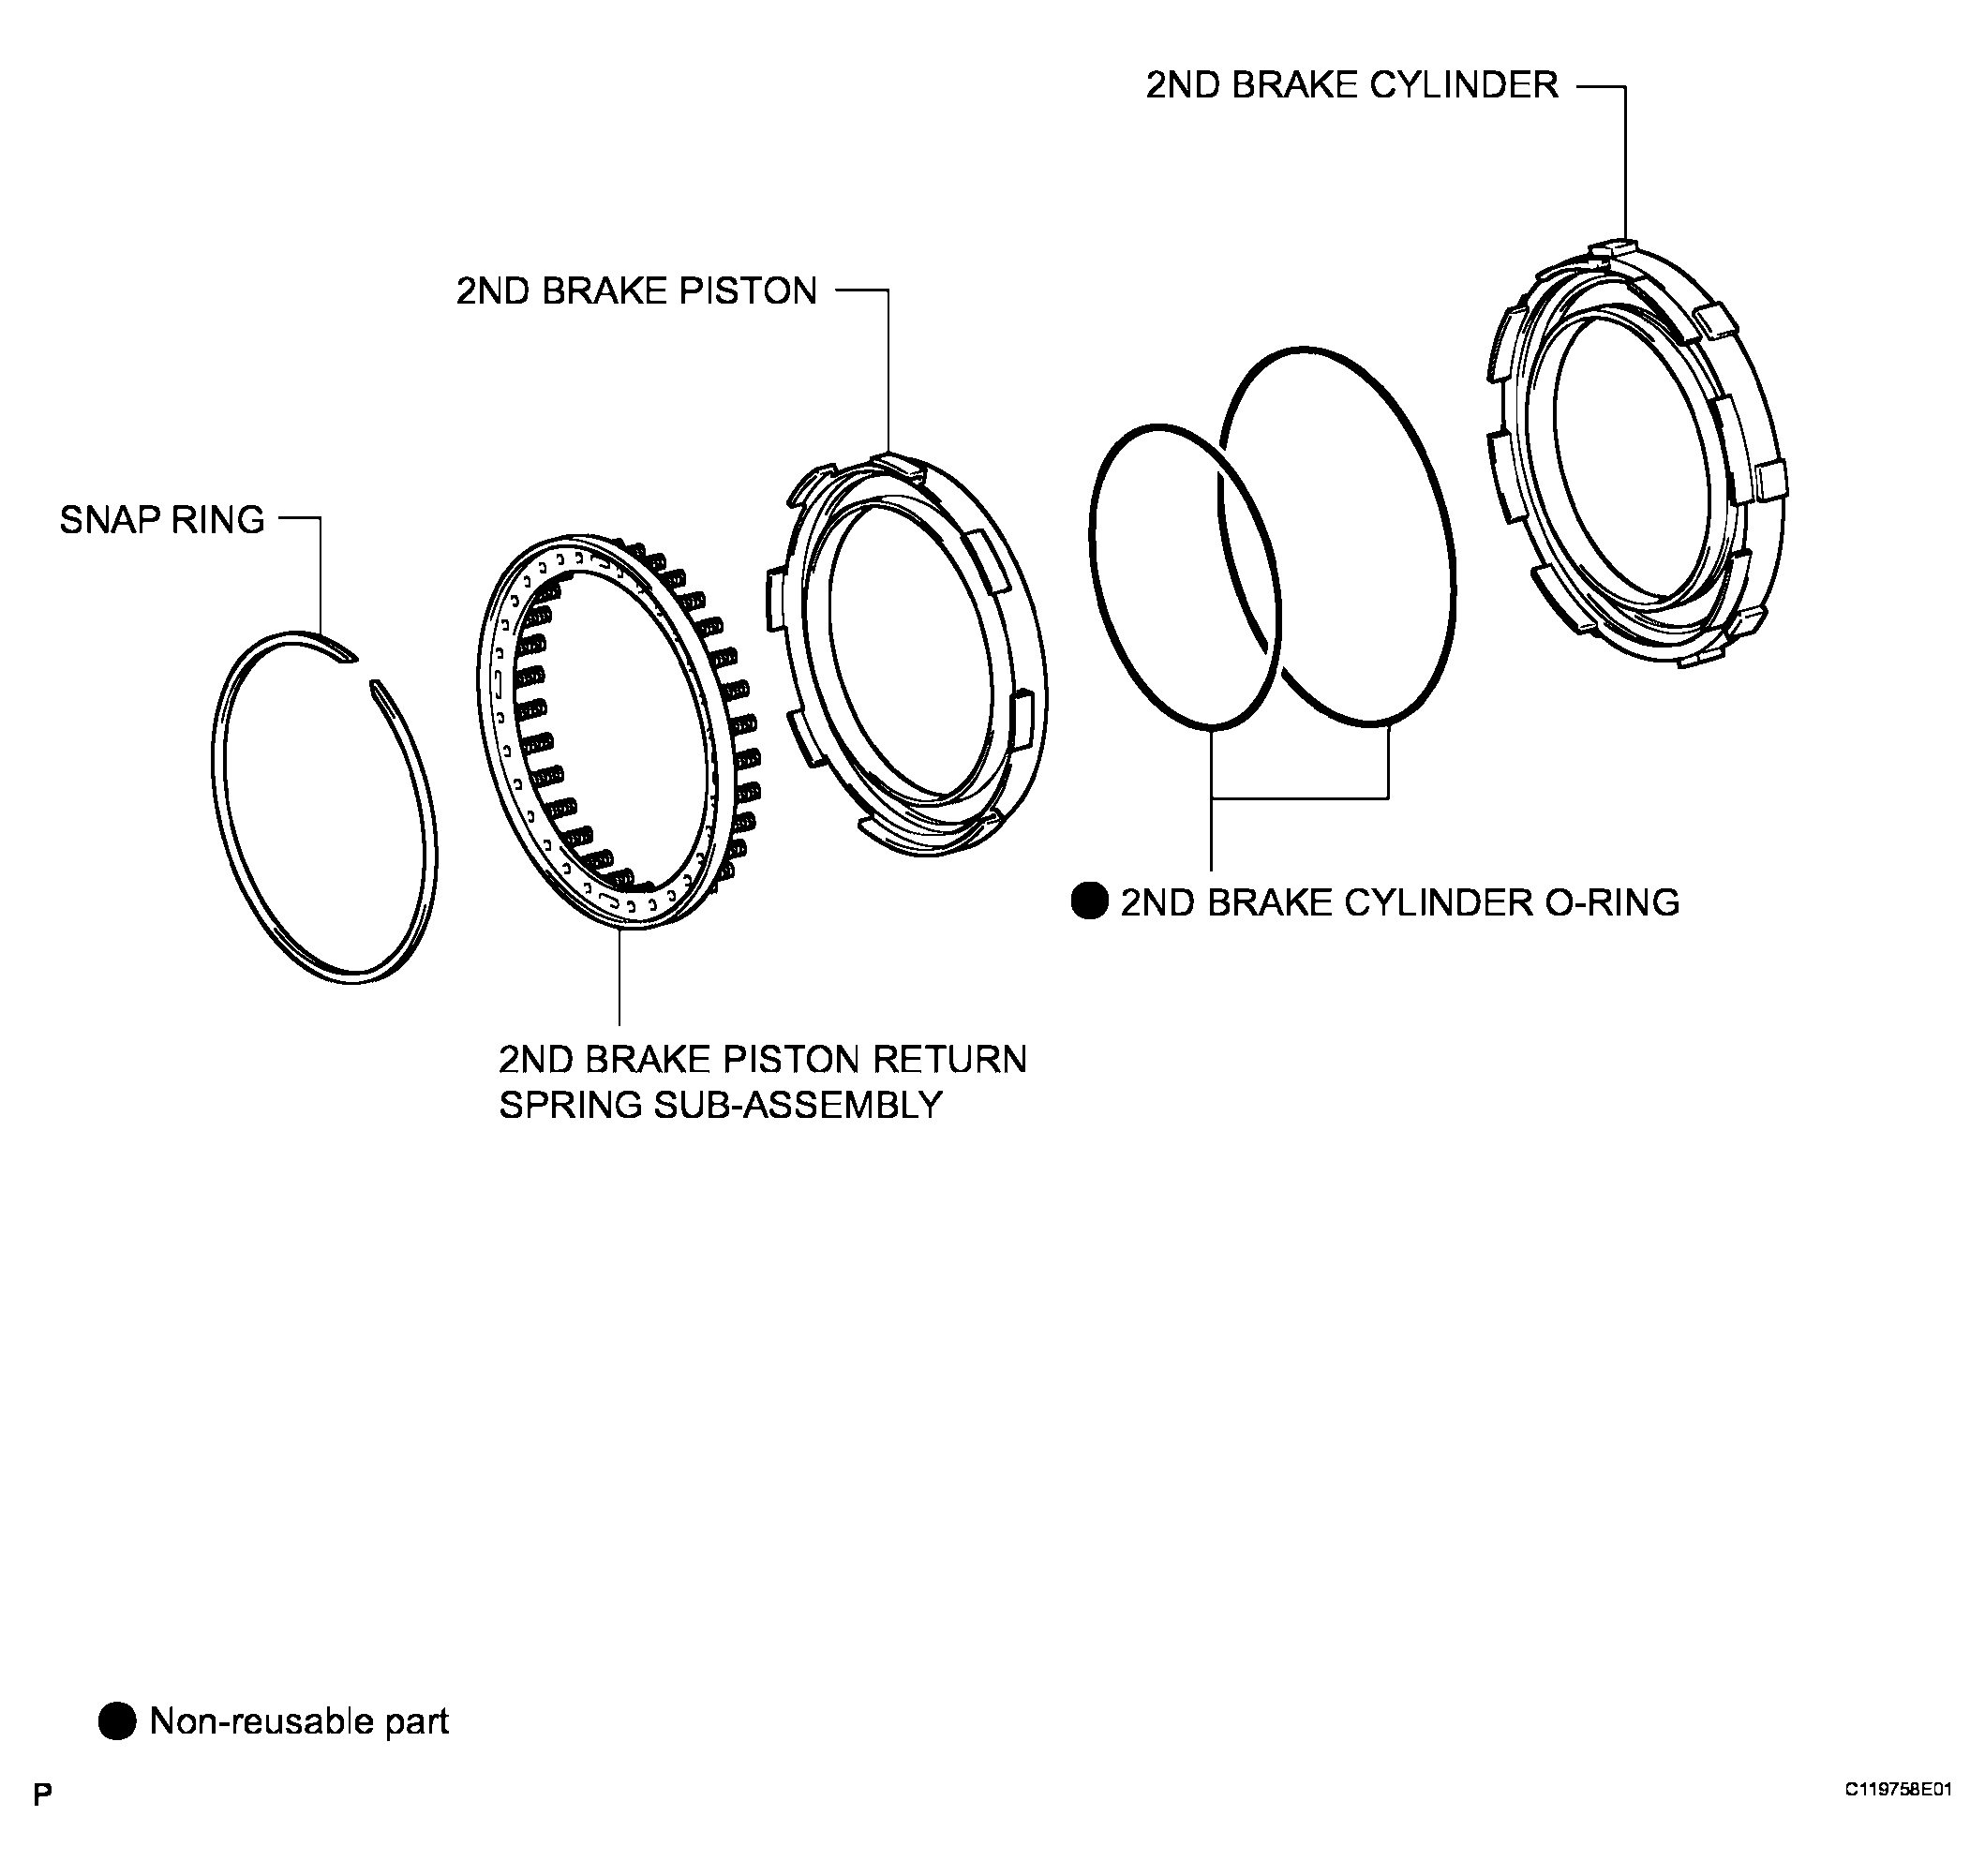 2ND BRAKE CYLINDER
2ND BRAKE PISTON
SNAP RING
● 2ND BRAKE CYLINDER O-RING
2ND BRAKE PISTON RETURN
SPRING SUB-ASSEMBLY
● Non-reusable part
P
C119758E01